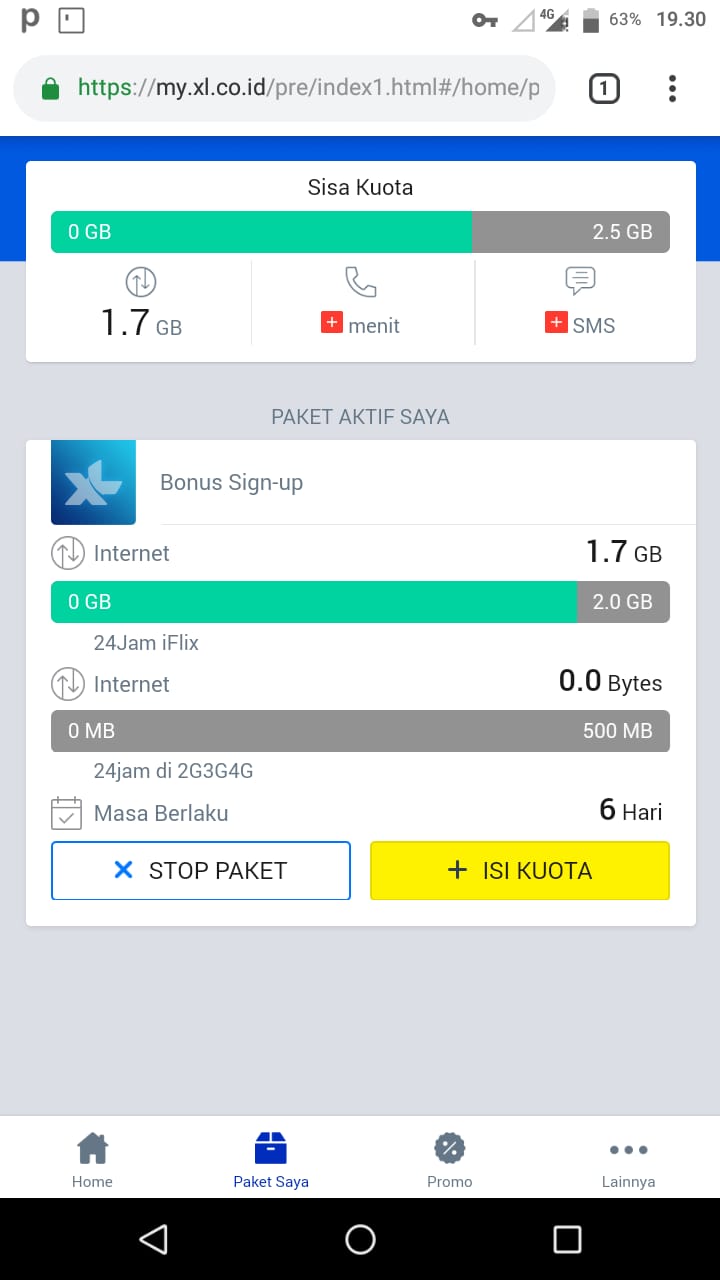 4G 63% 19.30
https://my.xl.co.id/pre/index1.html#/home/p 1
Sisa Kuota
0 GB 2.5 GB
1.7 GB + menit + SMS
PAKET AKTIF SAYA
XL Bonus Sign-up
Internet 1.7 GB
0 GB 2.0 GB
24Jam iFlix
Internet 0.0 Bytes
0 MB 500 MB
24jam di 2G3G4G
Masa Berlaku 6 Hari
STOP PAKET + ISI KUOTA
Home Paket Saya Promo Lainnya